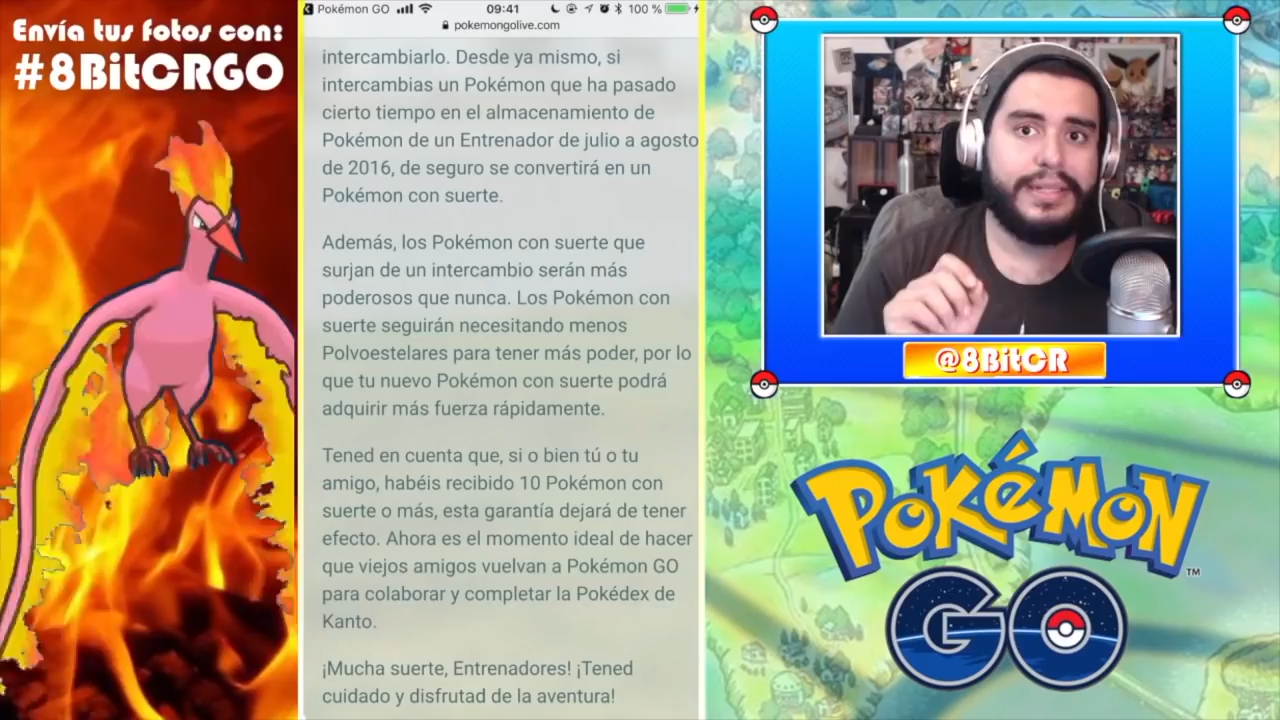 Envía tus fotos con:
#8BitCRGO
Pokémon GO
09:41
100 %
pokemongolive.com
intercambiarlo. Desde ya mismo, si
intercambias un Pokémon que ha pasado
cierto tiempo en el almacenamiento de
Pokémon de un Entrenador de julio a agosto
de 2016, de seguro se convertirá en un
Pokémon con suerte.
Además, los Pokémon con suerte que
surjan de un intercambio serán más
poderosos que nunca. Los Pokémon con
suerte seguirán necesitando menos
Polvoestelares para tener más poder, por lo
que tu nuevo Pokémon con suerte podrá
adquirir más fuerza rápidamente.
Tened en cuenta que, si o bien tú o tu
amigo, habéis recibido 10 Pokémon con
suerte o más, esta garantía dejará de tener
efecto. Ahora es el momento ideal de hacer
que viejos amigos vuelvan a Pokémon GO
para colaborar y completar la Pokédex de
Kanto.
¡Mucha suerte, Entrenadores! ¡Tened
cuidado y disfrutad de la aventura!
@8BitCR
POKéMON
TM
GO